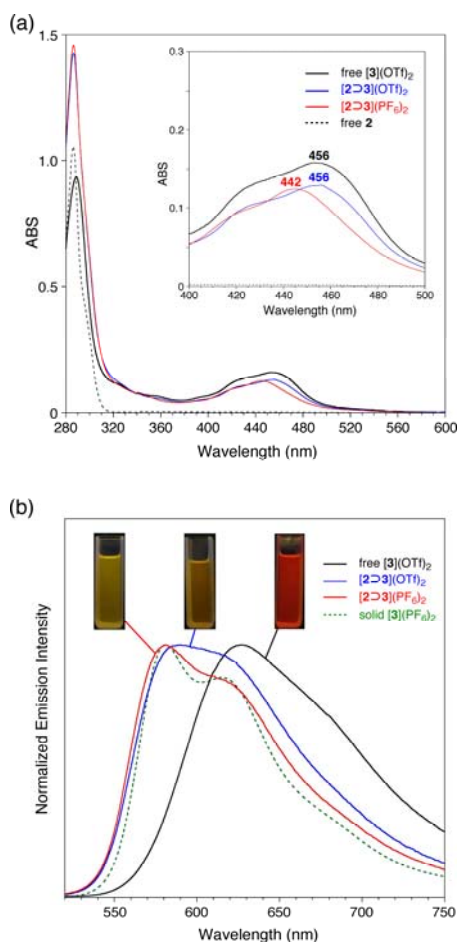 (a)
1.5
1.0
0.5
0
ABS
280 320 360 400 440 480 520 560 600
Wavelength (nm)
0.3
0.2
0.1
0
ABS
400 420 440 460 480 500
Wavelength (nm)
free [3](OTf)₂
[2⊃3](OTf)₂
[2⊃3](PF₆)₂
free 2
456
442 456
(b)
Normalized Emission Intensity
free [3](OTf)₂
[2⊃3](OTf)₂
[2⊃3](PF₆)₂
solid [3](PF₆)₂
550 600 650 700 750
Wavelength (nm)